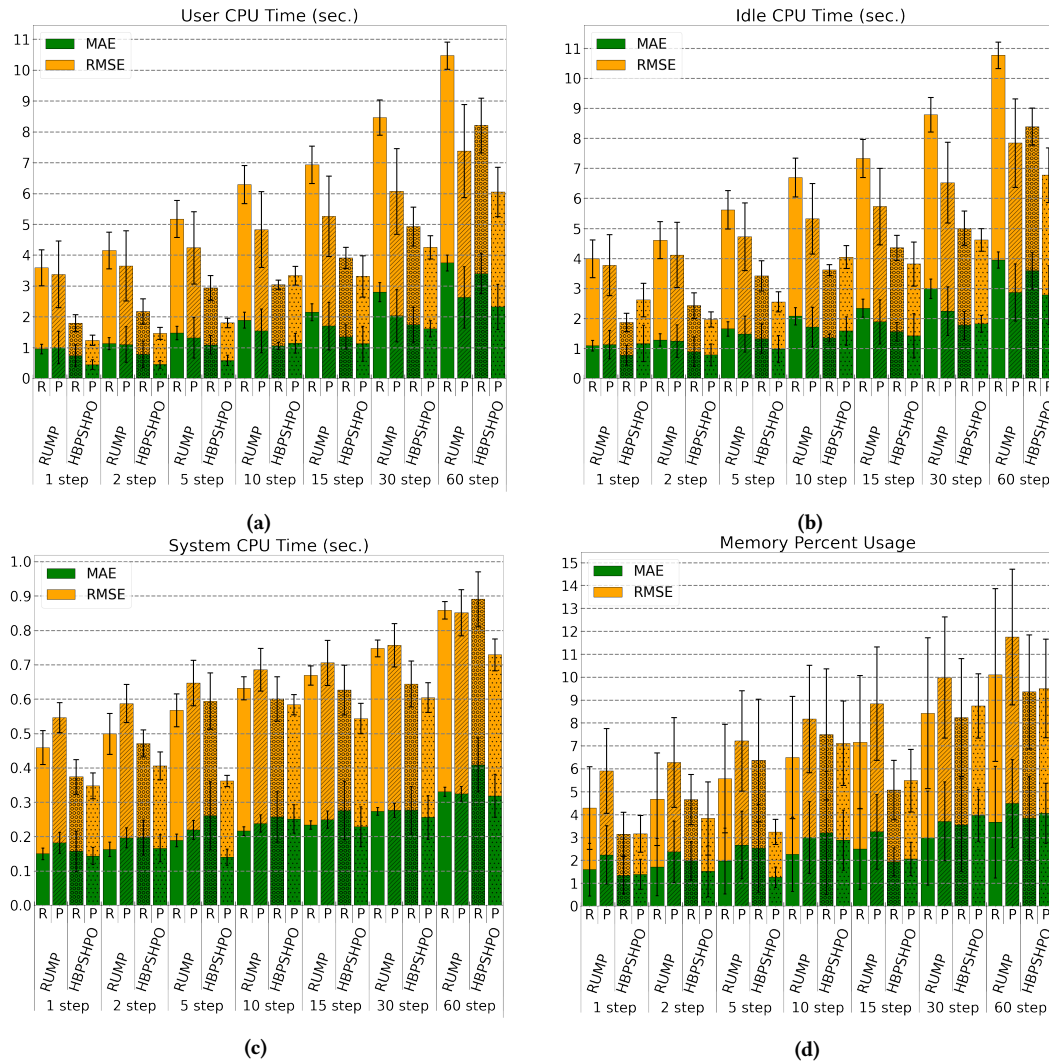 User CPU Time (sec.)
11
10
9
8
7
6
5
4
3
2
1
0
MAE
RMSE
R P R P R P R P R P R P R P R P R P R P R P R P R P R P
RUMP HBPSHPO RUMP HBPSHPO RUMP HBPSHPO RUMP HBPSHPO RUMP HBPSHPO RUMP HBPSHPO RUMP HBPSHPO
1 step 2 step 5 step 10 step 15 step 30 step 60 step
(a)
Idle CPU Time (sec.)
11
10
9
8
7
6
5
4
3
2
1
0
MAE
RMSE
R P R P R P R P R P R P R P R P R P R P R P R P R P R P
RUMP HBPSHPO RUMP HBPSHPO RUMP HBPSHPO RUMP HBPSHPO RUMP HBPSHPO RUMP HBPSHPO RUMP HBPSHPO
1 step 2 step 5 step 10 step 15 step 30 step 60 step
(b)
System CPU Time (sec.)
1.0
0.9
0.8
0.7
0.6
0.5
0.4
0.3
0.2
0.1
0.0
MAE
RMSE
R P R P R P R P R P R P R P R P R P R P R P R P R P R P
RUMP HBPSHPO RUMP HBPSHPO RUMP HBPSHPO RUMP HBPSHPO RUMP HBPSHPO RUMP HBPSHPO RUMP HBPSHPO
1 step 2 step 5 step 10 step 15 step 30 step 60 step
(c)
Memory Percent Usage
15
14
13
12
11
10
9
8
7
6
5
4
3
2
1
0
MAE
RMSE
R P R P R P R P R P R P R P R P R P R P R P R P R P R P
RUMP HBPSHPO RUMP HBPSHPO RUMP HBPSHPO RUMP HBPSHPO RUMP HBPSHPO RUMP HBPSHPO RUMP HBPSHPO
1 step 2 step 5 step 10 step 15 step 30 step 60 step
(d)